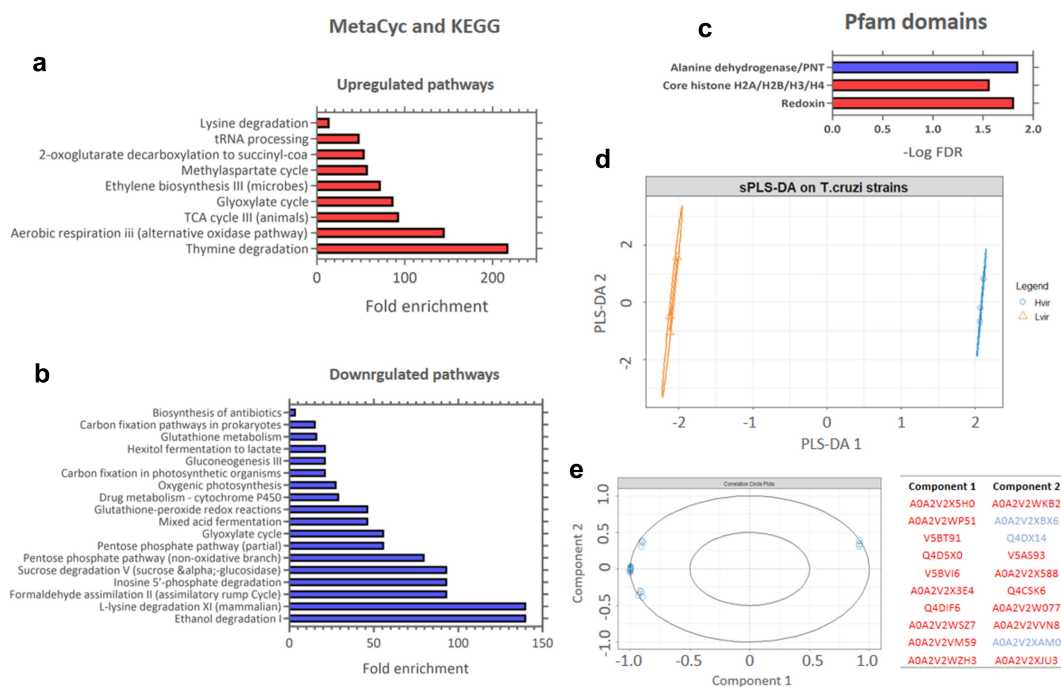 MetaCyc and KEGG
a
Upregulated pathways
Lysine degradation
tRNA processing
2-oxoglutarate decarboxylation to succinyl-coa
Methylaspartate cycle
Ethylene biosynthesis III (microbes)
Glyoxylate cycle
TCA cycle III (animals)
Aerobic respiration iii (alternative oxidase pathway)
Thymine degradation
0 100 200
Fold enrichment
b
Downrgulated pathways
Biosynthesis of antibiotics
Carbon fixation pathways in prokaryotes
Glutathione metabolism
Hexitol fermentation to lactate
Gluconeogenesis III
Carbon fixation in photosynthetic organisms
Oxygenic photosynthesis
Drug metabolism - cytochrome P450
Glutathione-peroxide redox reactions
Mixed acid fermentation
Glyoxylate cycle
Pentose phosphate pathway (partial)
Pentose phosphate pathway (non-oxidative branch)
Sucrose degradation V (sucrose &alpha;-glucosidase)
Inosine 5'-phosphate degradation
Formaldehyde assimilation II (assimilatory rump Cycle)
L-lysine degradation XI (mammalian)
Ethanol degradation I
0 50 100 150
Fold enrichment
c
Pfam domains
Alanine dehydrogenase/PNT
Core histone H2A/H2B/H3/H4
Redoxin
0.0 0.5 1.0 1.5 2.0
-Log FDR
d
sPLS-DA on T.cruzi strains
PLS-DA 2
2
0
-2
-2 -1 0 1 2
PLS-DA 1
Legend
Hvir
Lvir
e
Correlation Circle Plots
Component 2
1.0
0.5
0
-0.5
-1.0
-1.0 -0.5 0 0.5 1.0
Component 1
Component 1 Component 2
A0A2V2X5H0 A0A2V2WKB2
A0A2V2WP51 A0A2V2XBX6
V5BT91 Q4DX14
Q4D5X0 V5AS93
V5BVI6 A0A2V2X588
A0A2V2X3E4 Q4CSK6
Q4DIF6 A0A2V2W077
A0A2V2WSZ7 A0A2V2VVN8
A0A2V2VM59 A0A2V2XAM0
A0A2V2WZH3 A0A2V2XJU3